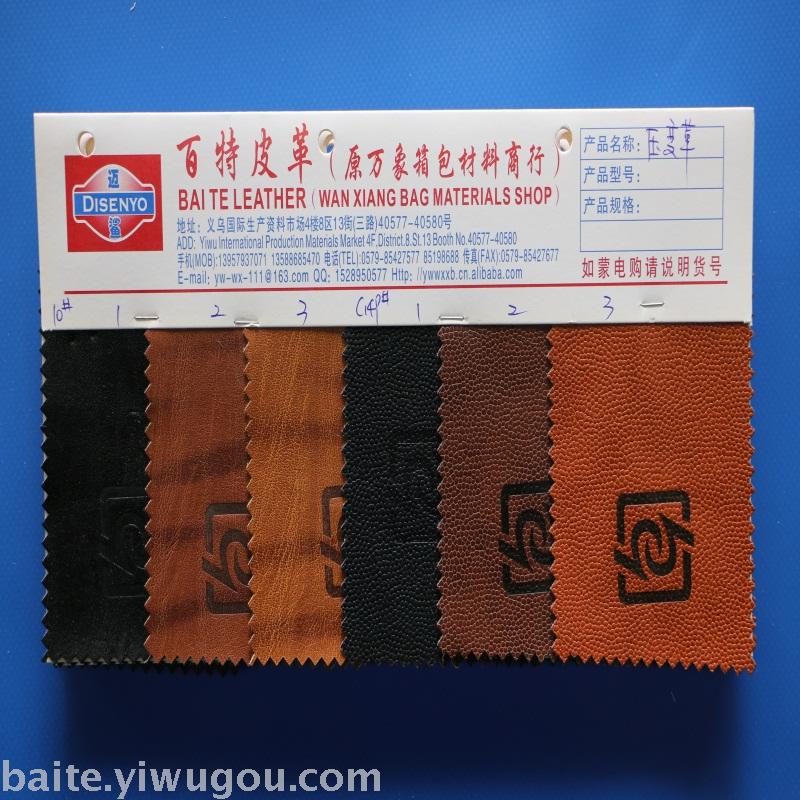 迈
DISENYO
鲨
百特皮革(原万象箱包材料商行)
BAI TE LEATHER(WAN XIANG BAG MATERIALS SHOP)
地址:义乌国际生产资料市场4楼8区13街(三路)40577-40580号
ADD: Yiwu International Production Materials Market 4F,District.8.St.13 Booth No.40577-40580
手机(MOB):13957937071 13588685470 电话(TEL):0579-85427577 85198688 传真(FAX):0579-85427677
E-mail: yw-wx-111@163.com QQ: 1528950577 Http: //ywwxxb.cn.alibaba.com
产品名称: 压变革
产品型号:
产品规格:
如蒙电购请说明货号
10# 1 2 3 C149# 1 2 3
baite.yiwugou.com